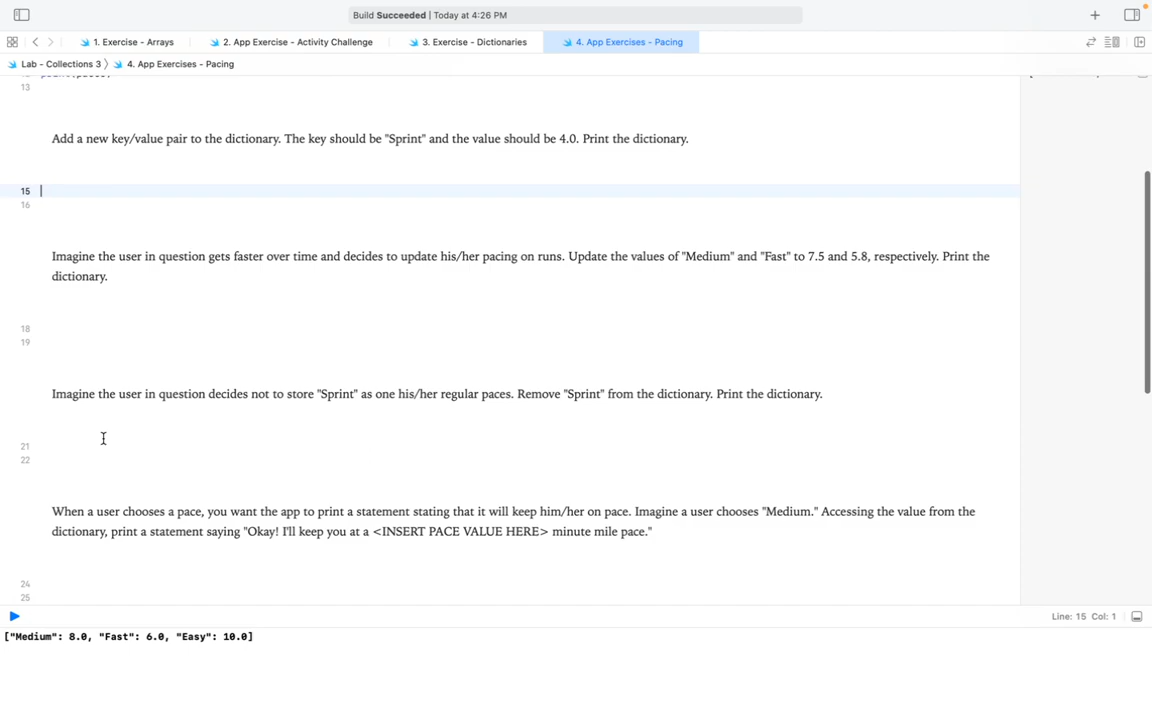 Build Succeeded | Today at 4:26 PM
1. Exercise - Arrays
2. App Exercise - Activity Challenge
3. Exercise - Dictionaries
4. App Exercises - Pacing
Lab - Collections 3 〉 4. App Exercises - Pacing
13
Add a new key/value pair to the dictionary. The key should be "Sprint" and the value should be 4.0. Print the dictionary.
15
16
Imagine the user in question gets faster over time and decides to update his/her pacing on runs. Update the values of "Medium" and "Fast" to 7.5 and 5.8, respectively. Print the
dictionary.
18
19
Imagine the user in question decides not to store "Sprint" as one his/her regular paces. Remove "Sprint" from the dictionary. Print the dictionary.
21
22
When a user chooses a pace, you want the app to print a statement stating that it will keep him/her on pace. Imagine a user chooses "Medium." Accessing the value from the
dictionary, print a statement saying "Okay! I'll keep you at a <INSERT PACE VALUE HERE> minute mile pace."
24
25
Line: 15 Col: 1
["Medium": 8.0, "Fast": 6.0, "Easy": 10.0]